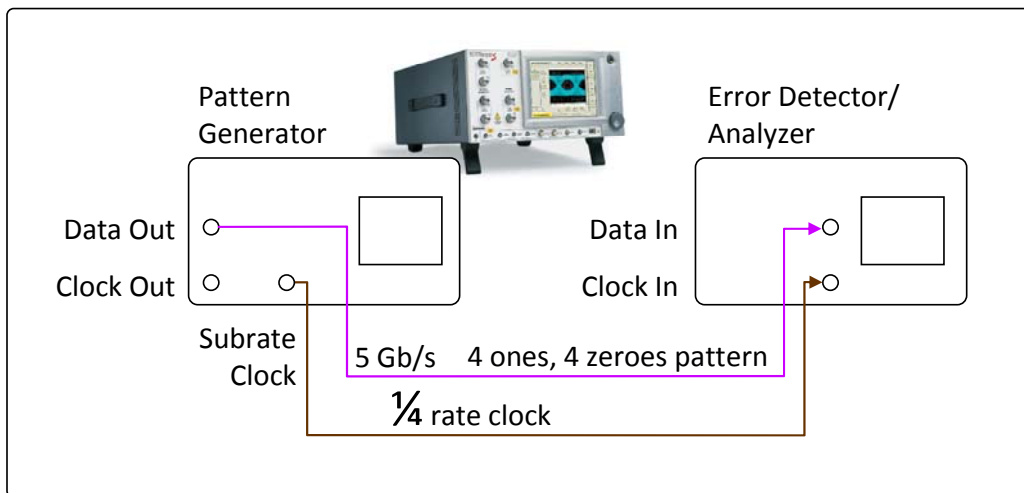 Pattern
Generator
Error Detector/
Analyzer
Data Out
Data In
Clock Out
Clock In
Subrate
Clock
5 Gb/s 4 ones, 4 zeroes pattern
¼ rate clock